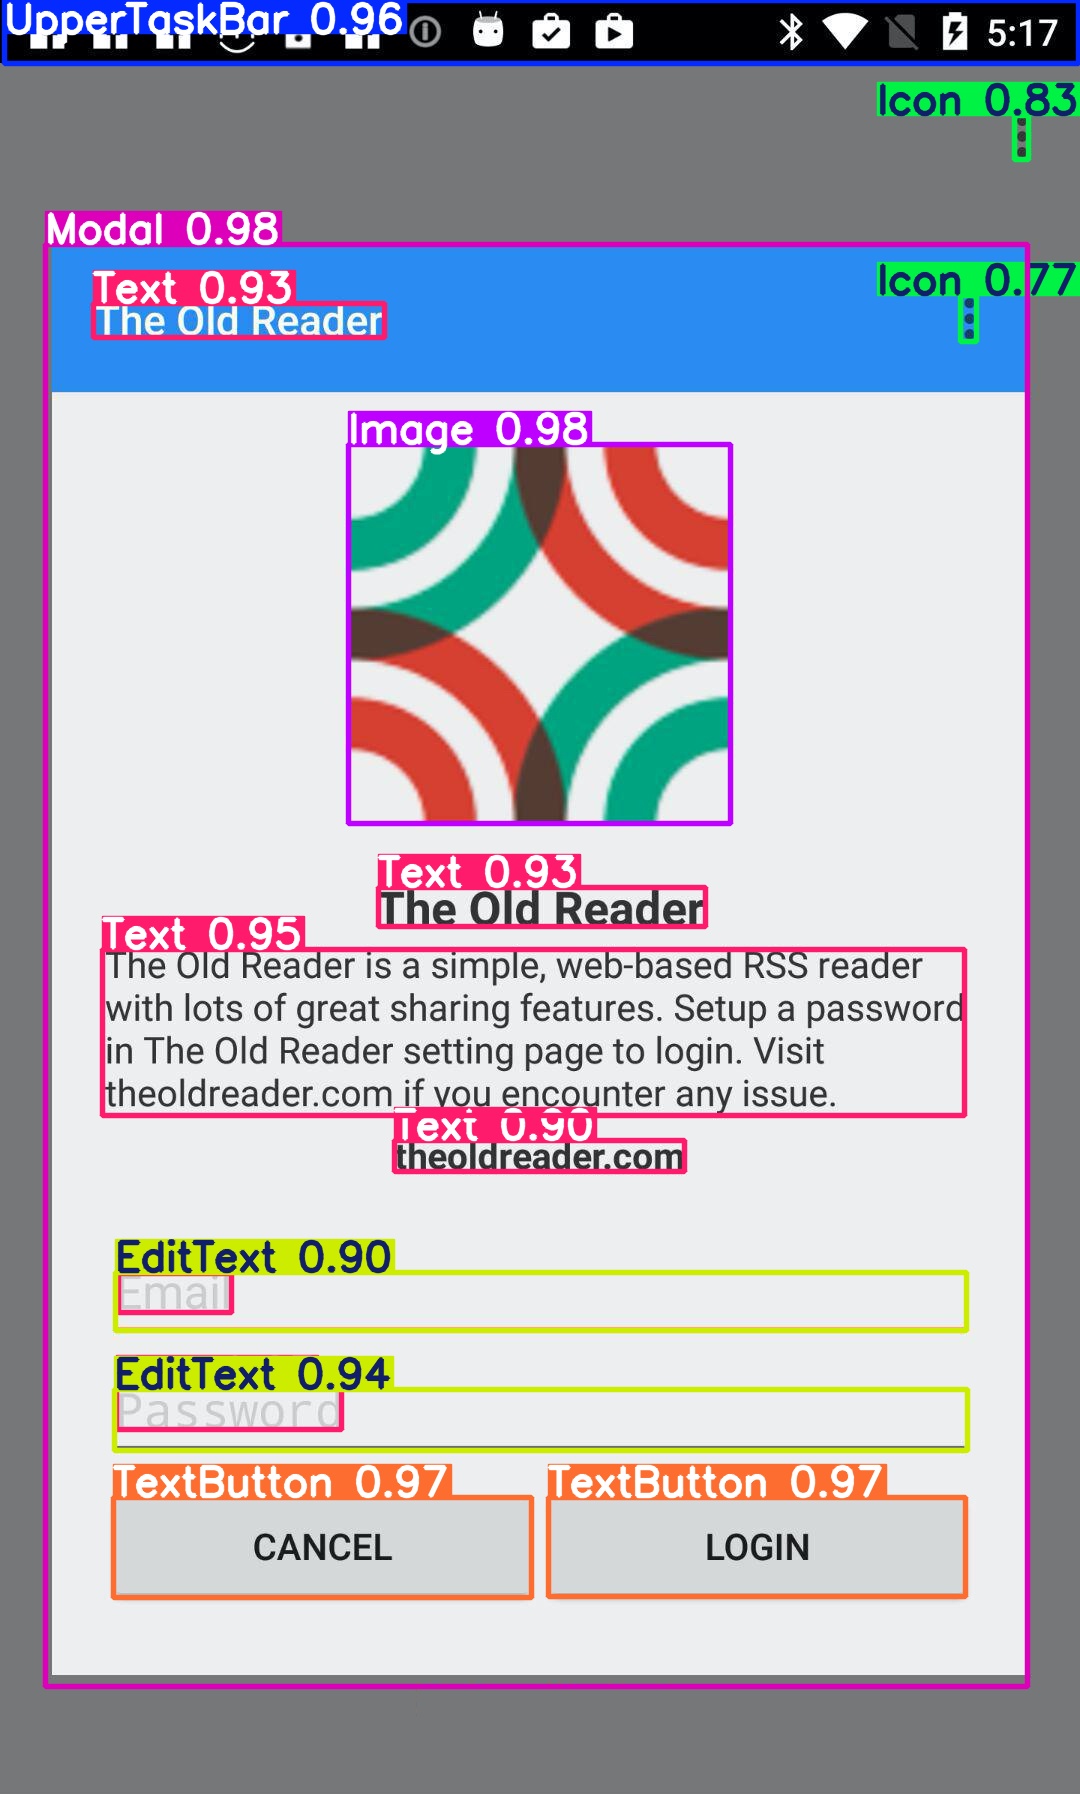 UpperTaskBar 0.96
5:17
Icon 0.83
Modal 0.98
Icon 0.77
Text 0.93
The Old Reader
Image 0.98
Text 0.93
The Old Reader
Text 0.95
The Old Reader is a simple, web-based RSS reader
with lots of great sharing features. Setup a password
in The Old Reader setting page to login. Visit
theoldreader.com if you encounter any issue.
Text 0.90
theoldreader.com
EditText 0.90
Email
EditText 0.94
Password
TextButton 0.97
TextButton 0.97
CANCEL
LOGIN